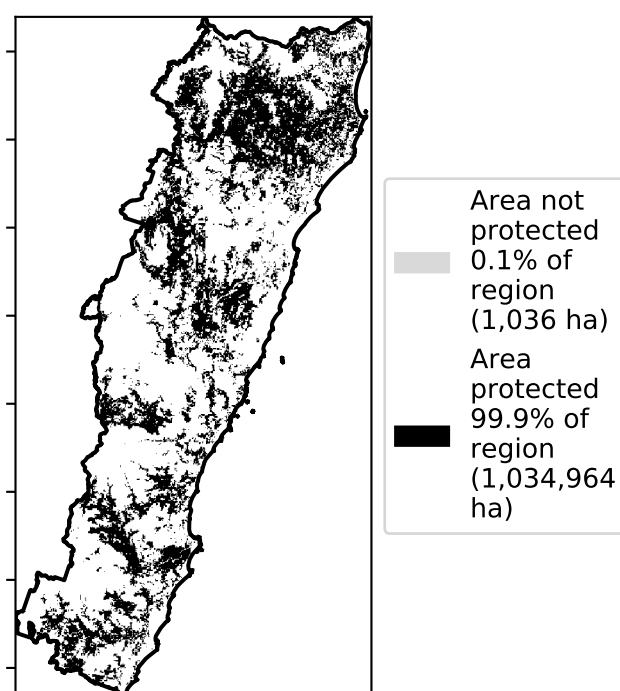 Area not
protected
0.1% of
region
(1,036 ha)
Area
protected
99.9% of
region
(1,034,964
ha)